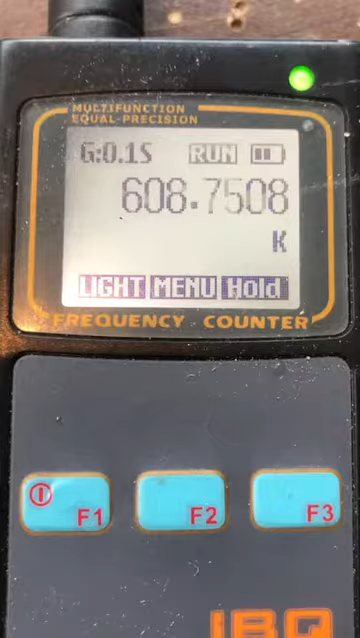 MULTIFUNCTION
EQUAL-PRECISION
G:0.1S RUN
608.7508
K
LIGHT MENU Hold
FREQUENCY COUNTER
F1 F2 F3
IBQ